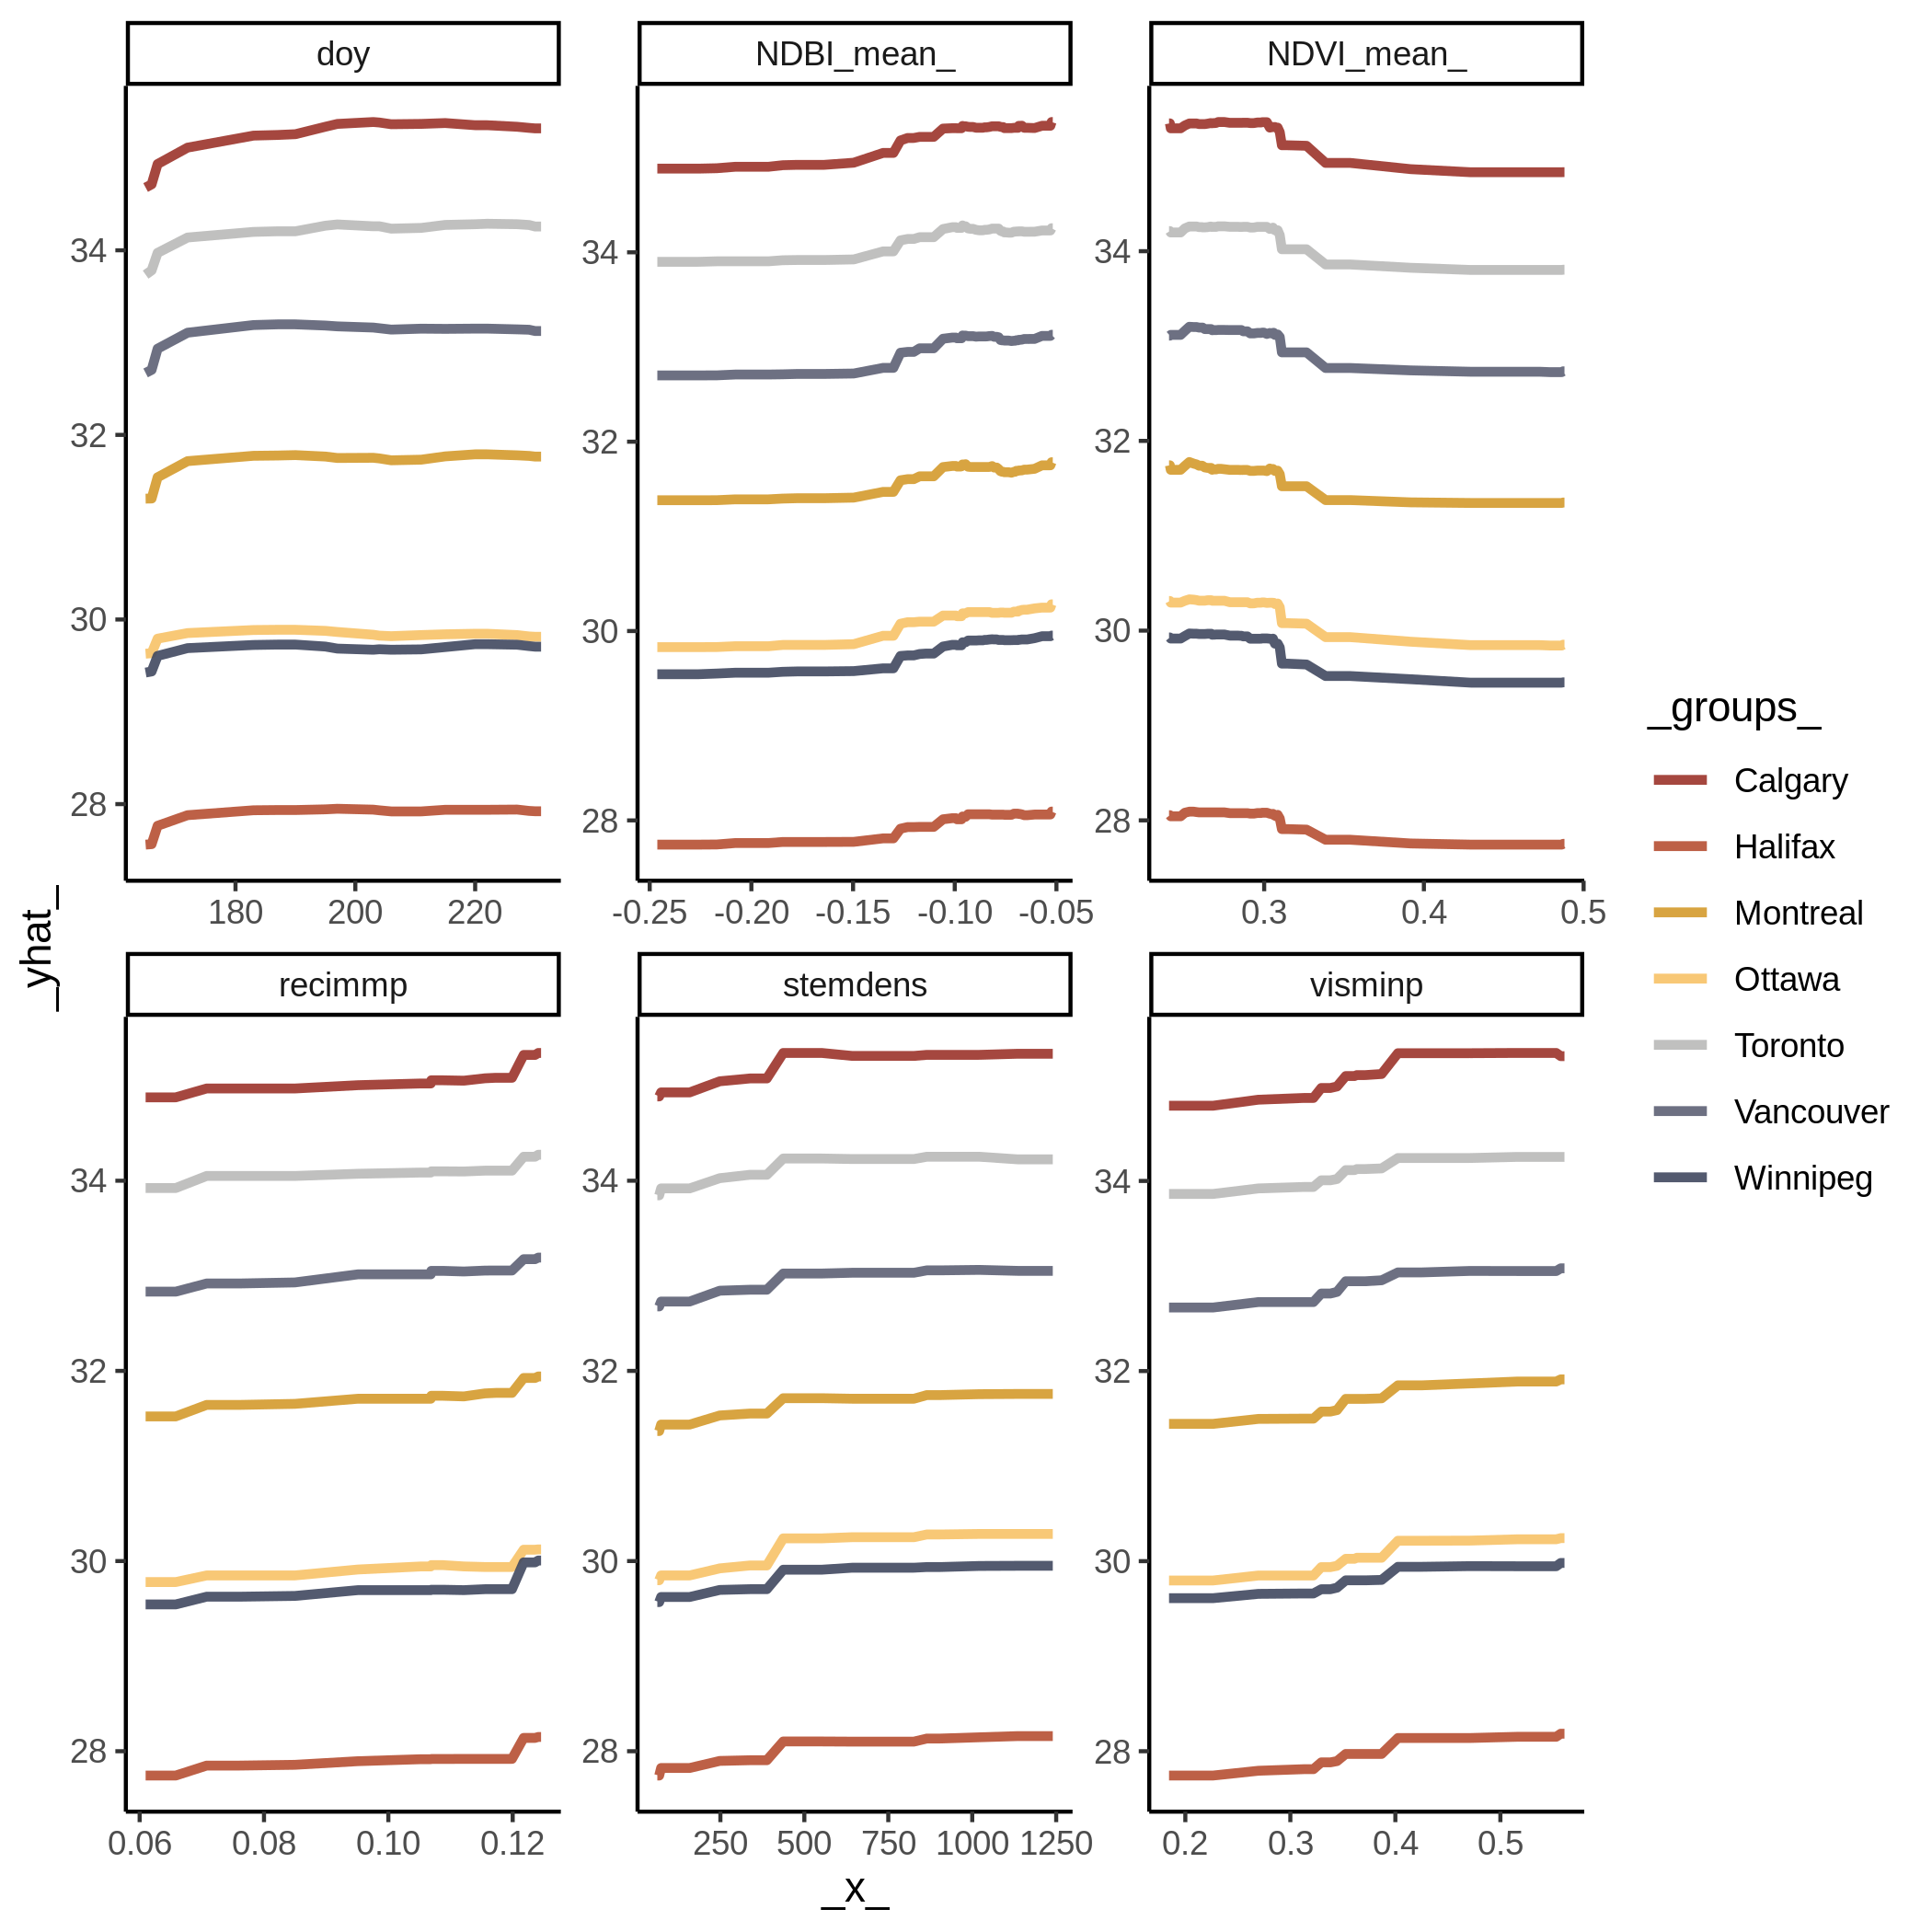 doy
NDBI_mean_
NDVI_mean_
34
32
30
28
34
32
30
28
34
32
30
28
180 200 220
-0.25 -0.20 -0.15 -0.10 -0.05
0.3 0.4 0.5
recimmp
stemdens
visminp
34
32
30
28
34
32
30
28
34
32
30
28
0.06 0.08 0.10 0.12
250 500 750 1000 1250
0.2 0.3 0.4 0.5
_x_
_yhat_
_groups_
Calgary
Halifax
Montreal
Ottawa
Toronto
Vancouver
Winnipeg